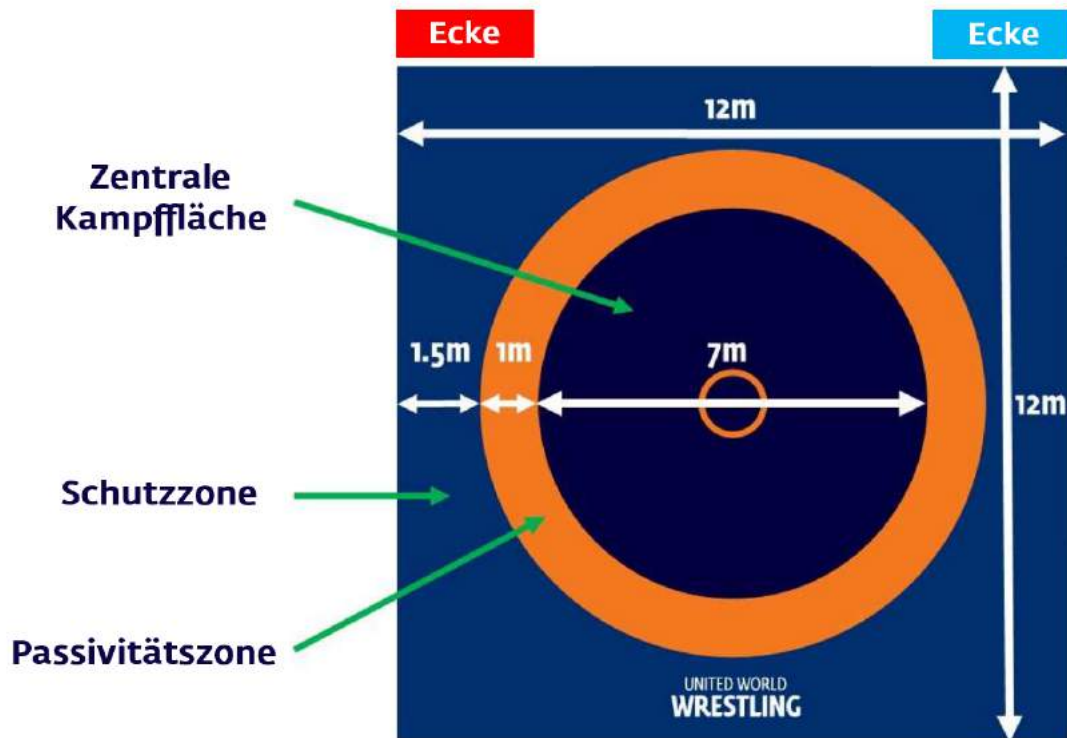 Ecke
Ecke
12m
Zentrale
Kampffläche
1.5m
1m
7m
12m
Schutzzone
Passivitätszone
UNITED WORLD
WRESTLING